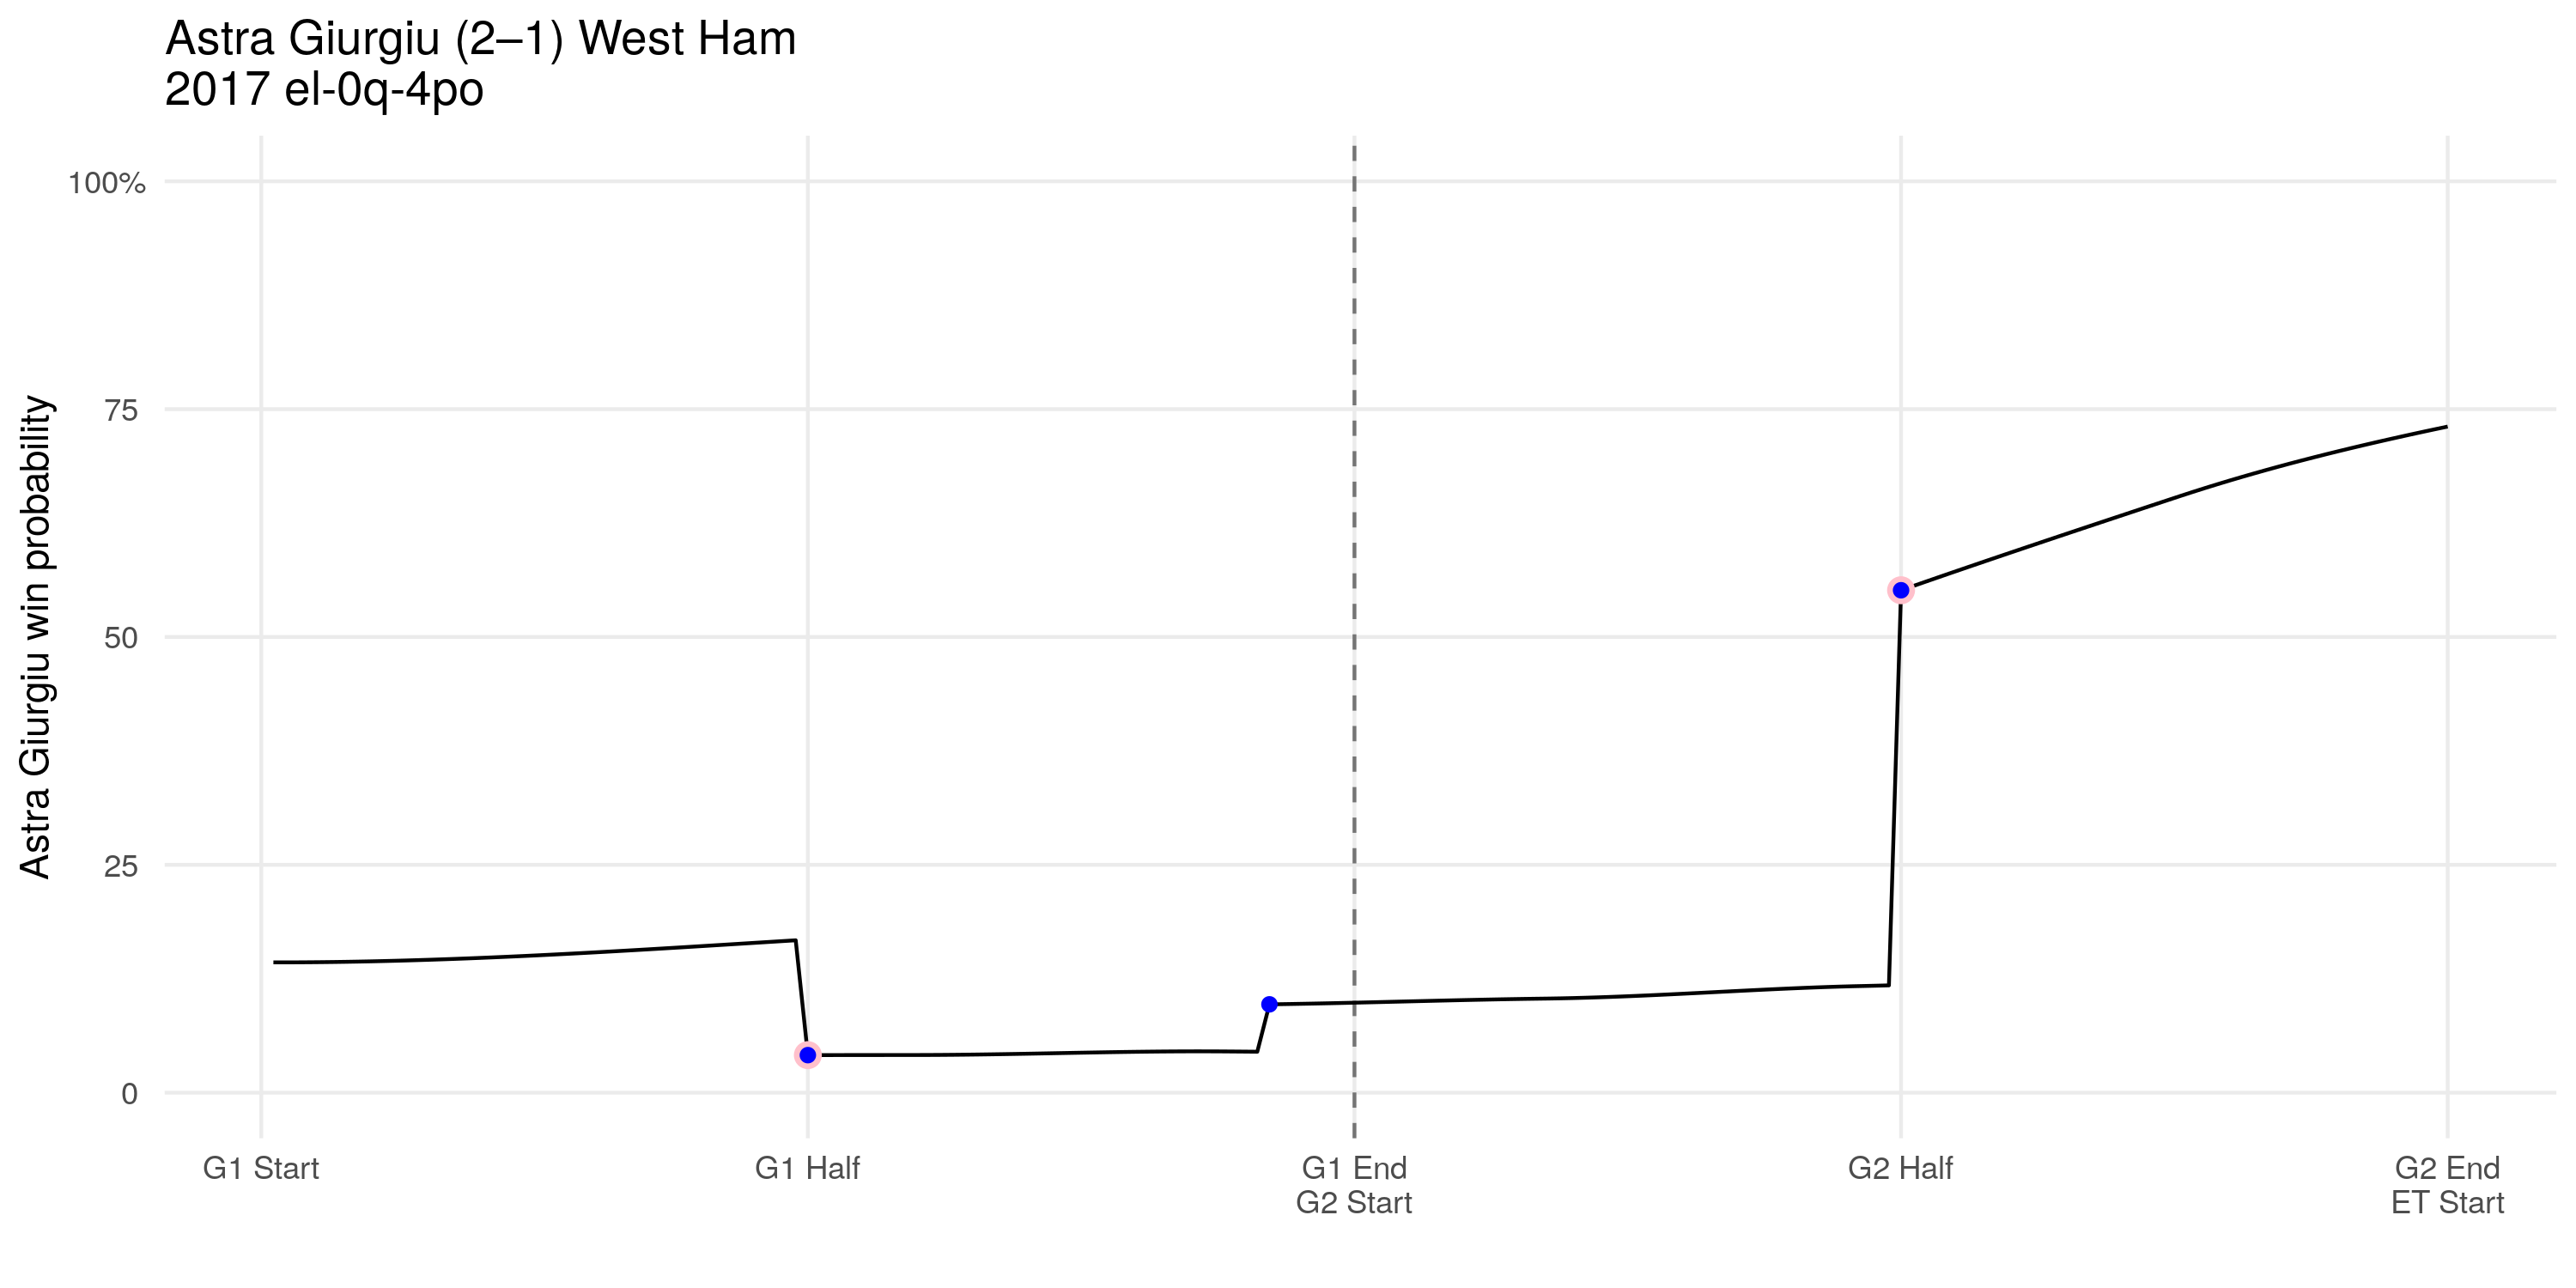 Astra Giurgiu (2–1) West Ham
2017 el-0q-4po
Astra Giurgiu win probability
100%
75
50
25
0
G1 Start
G1 Half
G1 End
G2 Start
G2 Half
G2 End
ET Start